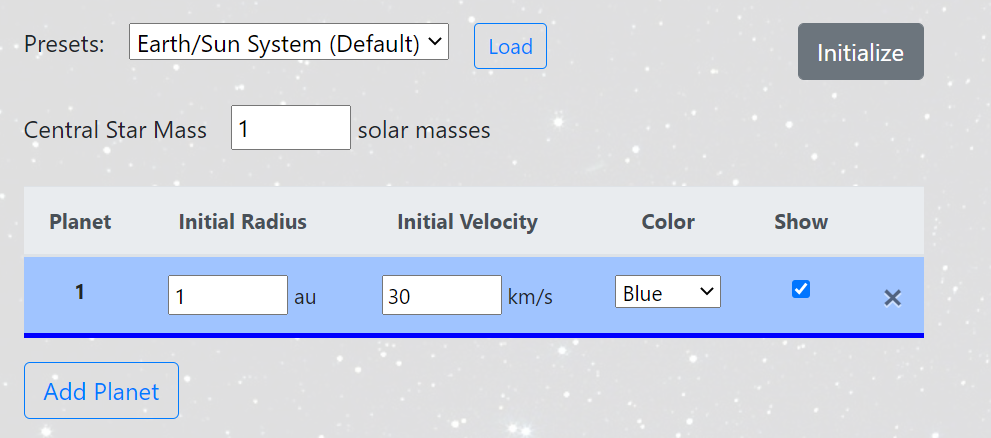 Presets: Earth/Sun System (Default) Load Initialize
Central Star Mass 1 solar masses
Planet Initial Radius Initial Velocity Color Show
1 1 au 30 km/s Blue ×
Add Planet